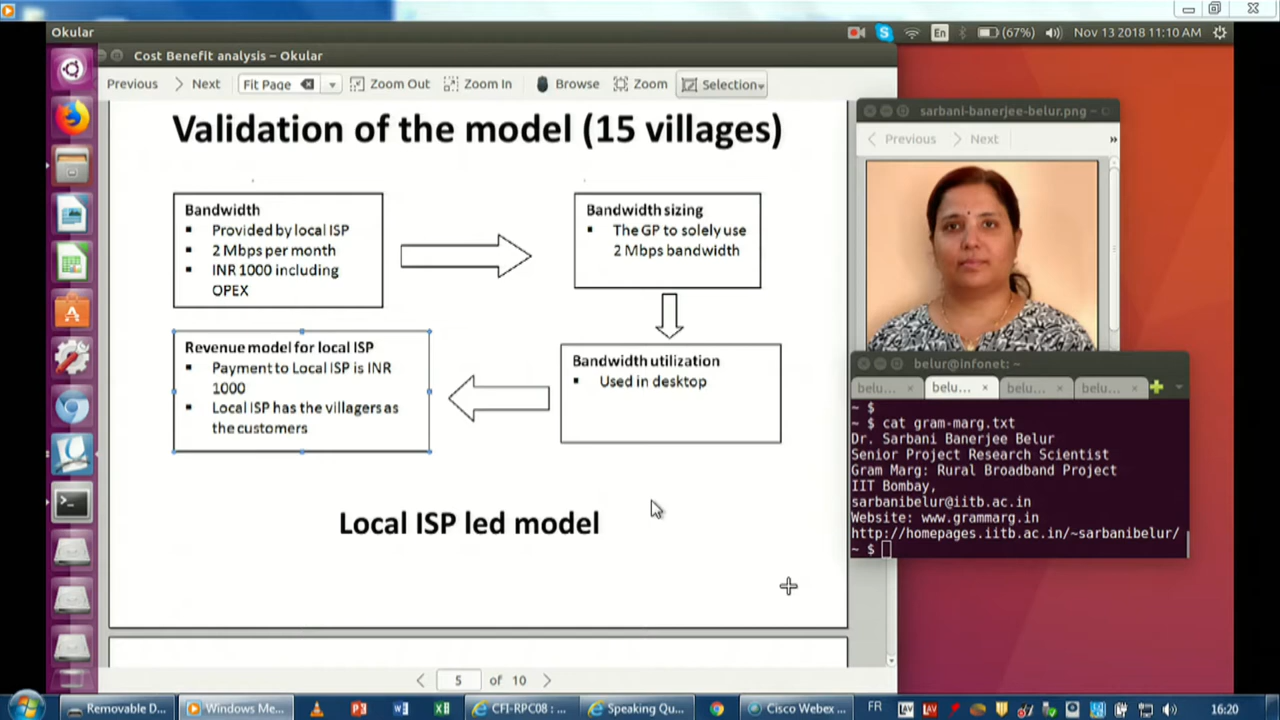 Okular
En
(67%)
Nov 13 2018 11:10 AM
Cost Benefit analysis – Okular
Previous
Next
Fit Page
Zoom Out
Zoom In
Browse
Zoom
Selection
Validation of the model (15 villages)
Bandwidth
▪ Provided by local ISP
▪ 2 Mbps per month
▪ INR 1000 including
OPEX
Bandwidth sizing
▪ The GP to solely use
2 Mbps bandwidth
Revenue model for local ISP
▪ Payment to Local ISP is INR
1000
▪ Local ISP has the villagers as
the customers
Bandwidth utilization
▪ Used in desktop
Local ISP led model
5 of 10
sarbani-banerjee-belur.png
Previous
Next
»
belur@infonet: ~
belu...
belu...
belu...
belu...
~ $
~ $ cat gram-marg.txt
Dr. Sarbani Banerjee Belur
Senior Project Research Scientist
Gram Marg: Rural Broadband Project
IIT Bombay,
sarbanibelur@iitb.ac.in
Website: www.grammarg.in
http://homepages.iitb.ac.in/~sarbanibelur/
~ $
Removable D...
Windows Me...
CFI-RPC08 : ...
Speaking Qu...
Cisco Webex ...
FR
16:20